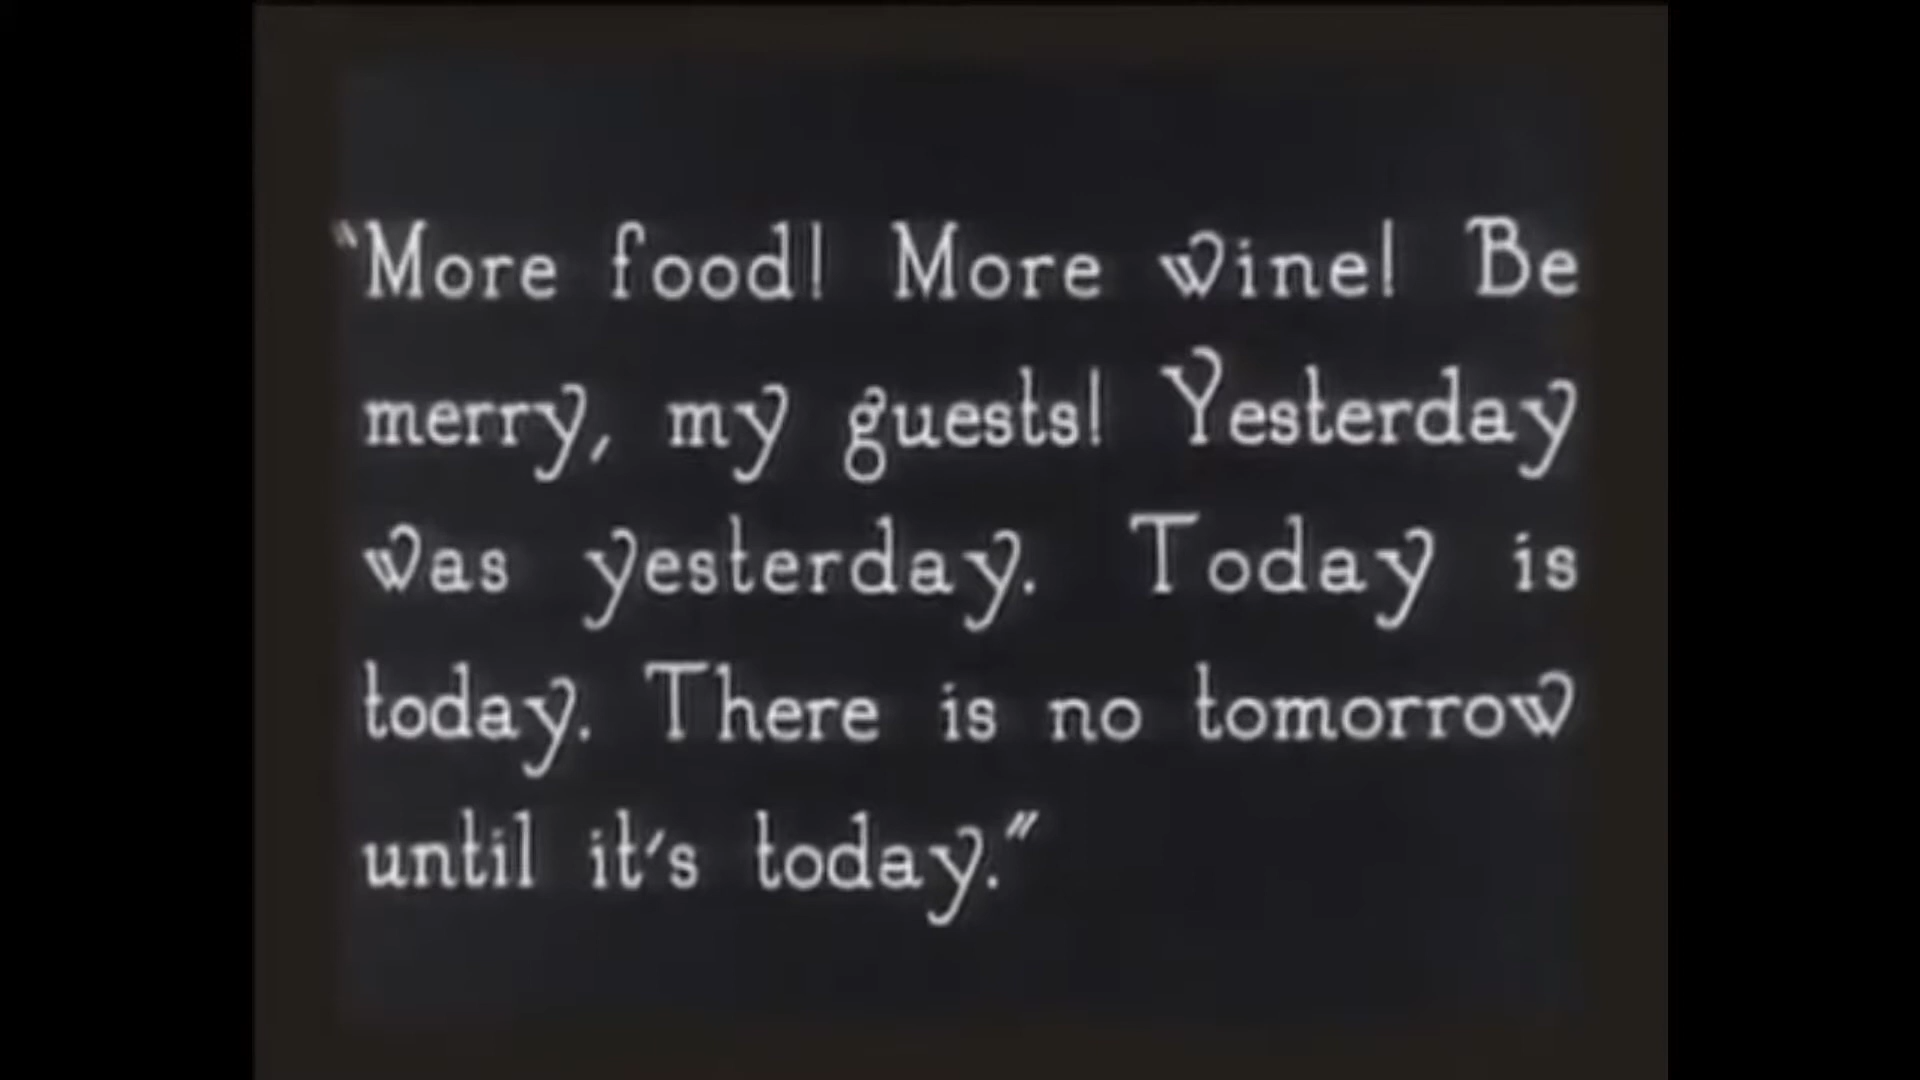 “More food! More wine! Be
merry, my guests! Yesterday
was yesterday. Today is
today. There is no tomorrow
until it's today.”